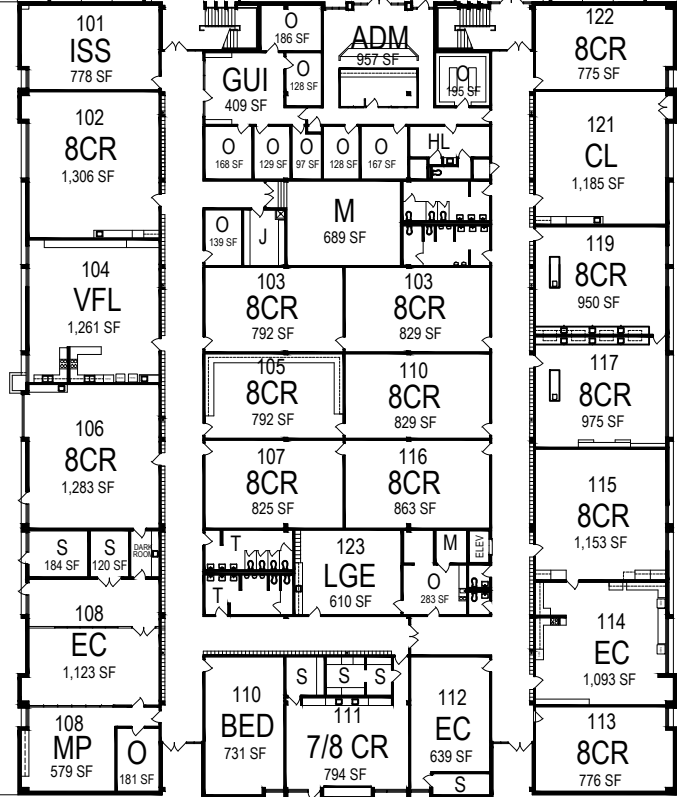 101
ISS
778 SF
O
186 SF
ADM
957 SF
122
8CR
775 SF
GUI
409 SF
O
128 SF
O
195 SF
102
8CR
1,306 SF
121
CL
1,185 SF
O
168 SF
O
129 SF
O
97 SF
O
128 SF
O
167 SF
HL
O
139 SF
J
M
689 SF
104
VFL
1,261 SF
119
8CR
950 SF
103
8CR
792 SF
103
8CR
829 SF
105
8CR
792 SF
110
8CR
829 SF
117
8CR
975 SF
106
8CR
1,283 SF
107
8CR
825 SF
116
8CR
863 SF
115
8CR
1,153 SF
S
184 SF
S
120 SF
DARK
ROOM
T
T
123
LGE
610 SF
M
ELEV
O
283 SF
108
EC
1,123 SF
114
EC
1,093 SF
S
S
S
110
BED
731 SF
111
7/8 CR
794 SF
112
EC
639 SF
S
108
MP
579 SF
O
181 SF
113
8CR
776 SF